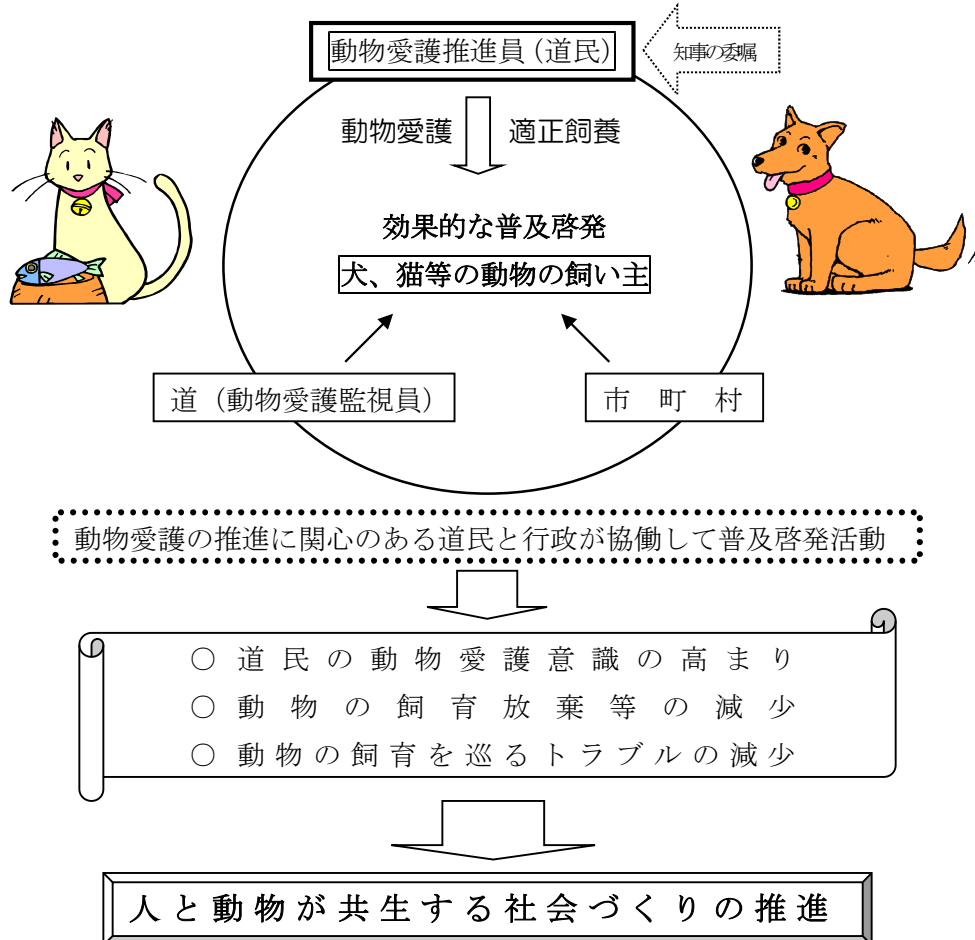 動物愛護推進員(道民)
知事の委嘱
動物愛護 適正飼養
効果的な普及啓発
犬、猫等の動物の飼い主
道(動物愛護監視員)
市町村
動物愛護の推進に関心のある道民と行政が協働して普及啓発活動
○道民の動物愛護意識の高まり
○動物の飼育放棄等の減少
○動物の飼育を巡るトラブルの減少
人と動物が共生する社会づくりの推進